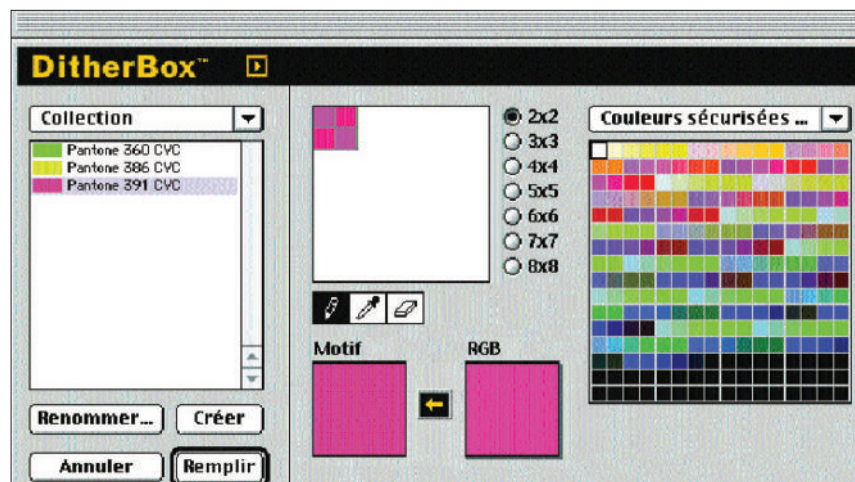 DitherBox™
Collection
Pantone 360 CVC
Pantone 386 CVC
Pantone 391 CVC
Renommer...
Créer
Annuler
Remplir
2x2
3x3
4x4
5x5
6x6
7x7
8x8
Motif
RGB
Couleurs sécurisées ...